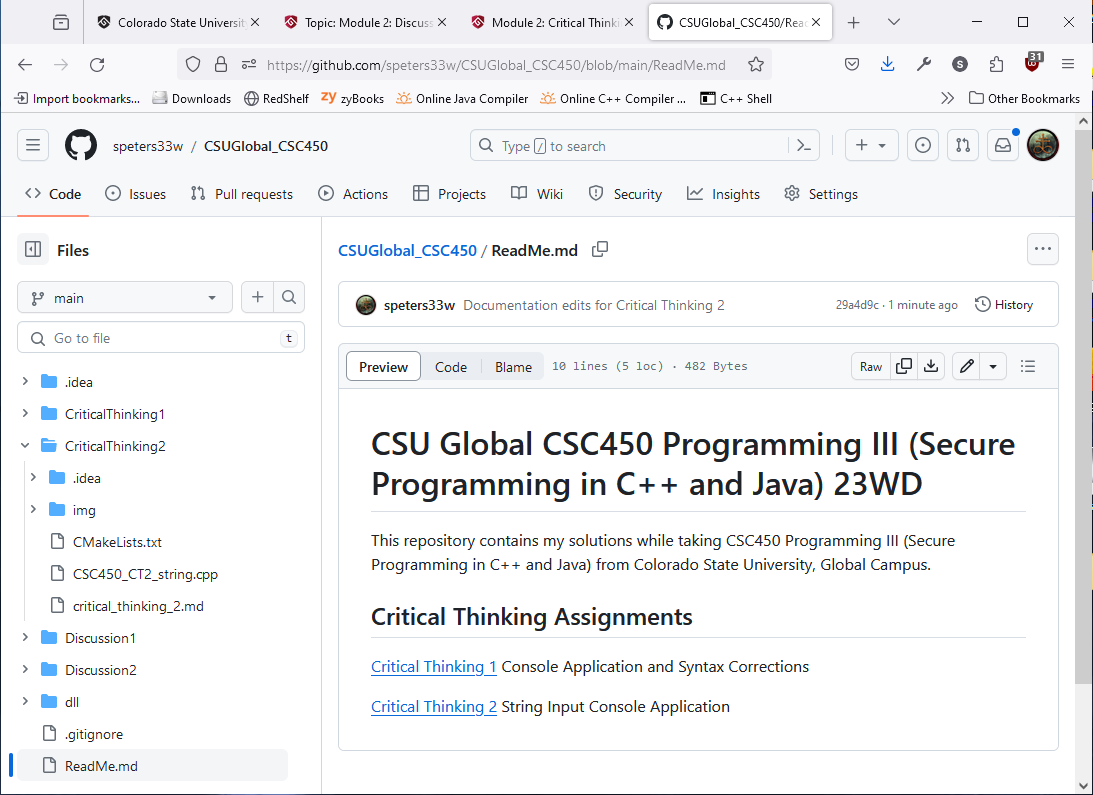 Colorado State Universit
Topic: Module 2: Discuss
Module 2: Critical Thinki
CSUGlobal_CSC450/Rea
https://github.com/speters33w/CSUGlobal_CSC450/blob/main/ReadMe.md
S
31
Import bookmarks...
Downloads
RedShelf
zy zyBooks
Online Java Compiler
Online C++ Compiler ...
C++ Shell
Other Bookmarks
speters33w / CSUGlobal_CSC450
Type / to search
Code
Issues
Pull requests
Actions
Projects
Wiki
Security
Insights
Settings
Files
main
Go to file
t
.idea
CriticalThinking1
CriticalThinking2
.idea
img
CMakeLists.txt
CSC450_CT2_string.cpp
critical_thinking_2.md
Discussion1
Discussion2
dll
.gitignore
ReadMe.md
CSUGlobal_CSC450 / ReadMe.md
speters33w Documentation edits for Critical Thinking 2
29a4d9c · 1 minute ago
History
Preview
Code
Blame
10 lines (5 loc) · 482 Bytes
Raw
CSU Global CSC450 Programming III (Secure
Programming in C++ and Java) 23WD
This repository contains my solutions while taking CSC450 Programming III (Secure
Programming in C++ and Java) from Colorado State University, Global Campus.
Critical Thinking Assignments
Critical Thinking 1 Console Application and Syntax Corrections
Critical Thinking 2 String Input Console Application